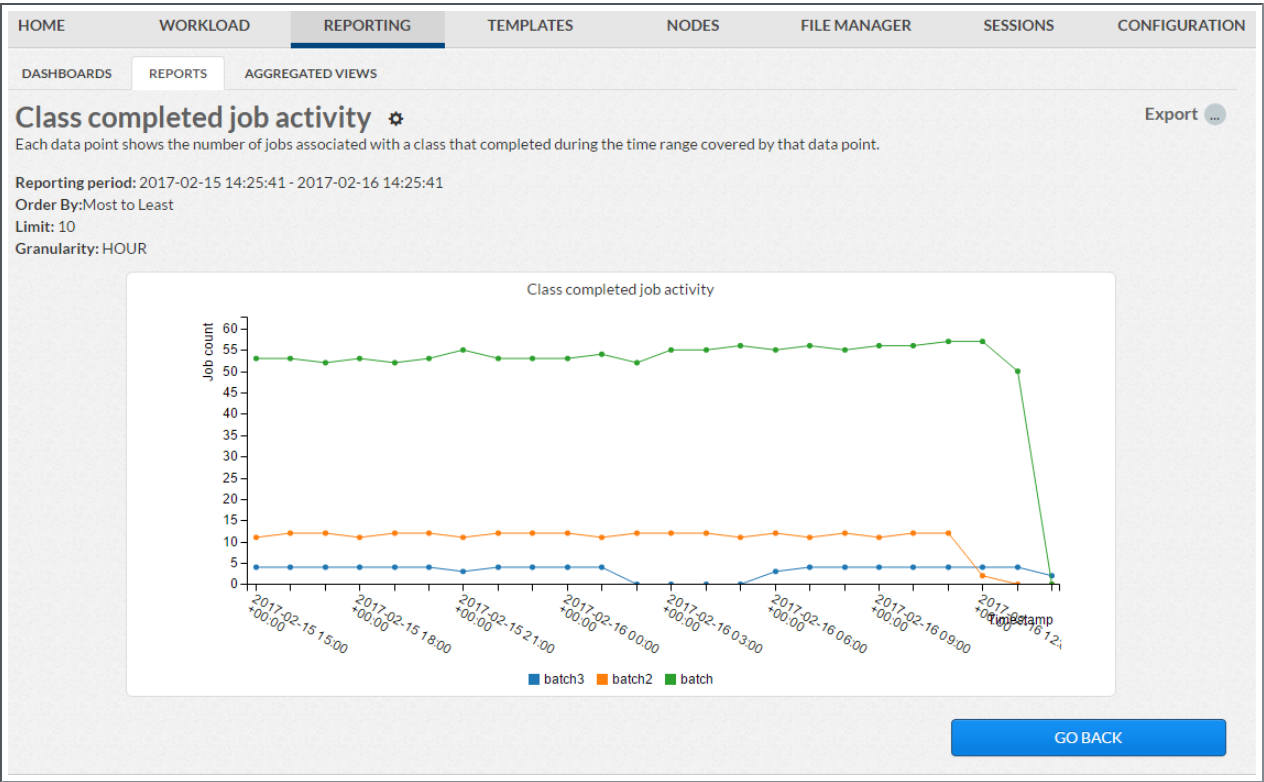 HOME WORKLOAD REPORTING TEMPLATES NODES FILE MANAGER SESSIONS CONFIGURATION
DASHBOARDS REPORTS AGGREGATED VIEWS
Class completed job activity
Export ...
Each data point shows the number of jobs associated with a class that completed during the time range covered by that data point.
Reporting period: 2017-02-15 14:25:41 - 2017-02-16 14:25:41
Order By:Most to Least
Limit: 10
Granularity: HOUR
Class completed job activity
Job count
60
55
50
45
40
35
30
25
20
15
10
5
0
2017-02-15 15:00
+00:00
2017-02-15 18:00
+00:00
2017-02-15 21:00
+00:00
2017-02-16 00:00
+00:00
2017-02-16 03:00
+00:00
2017-02-16 06:00
+00:00
2017-02-16 09:00
+00:00
2017-02-16 12:
+00:00
Timestamp
batch3 batch2 batch
GO BACK